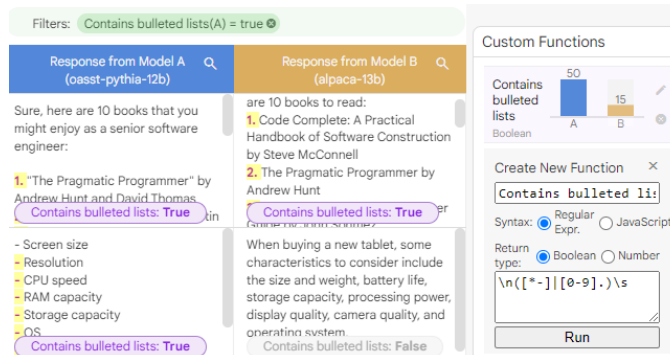 Filters: Contains bulleted lists(A) = true
Response from Model A
(oasst-pythia-12b)
Response from Model B
(alpaca-13b)
Sure, here are 10 books that you
might enjoy as a senior software
engineer:
1. "The Pragmatic Programmer" by
Andrew Hunt and David Thomas
Contains bulleted lists: True
are 10 books to read:
1. Code Complete: A Practical
Handbook of Software Construction
by Steve McConnell
2. The Pragmatic Programmer by
Andrew Hunt
Contains bulleted lists: True
- Screen size
- Resolution
- CPU speed
- RAM capacity
- Storage capacity
- OS
Contains bulleted lists: True
When buying a new tablet, some
characteristics to consider include
the size and weight, battery life,
storage capacity, processing power,
display quality, camera quality, and
operating system.
Contains bulleted lists: False
Custom Functions
Contains
bulleted
lists
Boolean
50
15
A
B
Create New Function
Contains bulleted lis
Syntax: Regular
Expr. JavaScript
Return
type: Boolean Number
\n([*-]|[0-9].)\s
Run